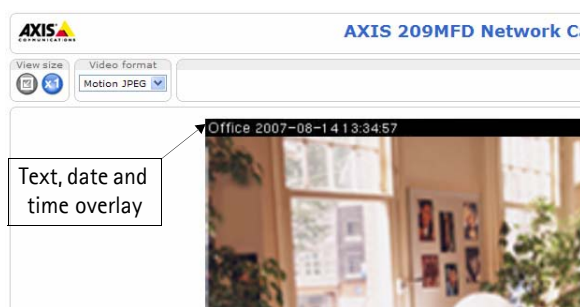 AXIS
COMMUNICATIONS
AXIS 209MFD Network Ca
View size
Video format
x1
Motion JPEG
Office 2007-08-14 13:34:57
Text, date and
time overlay